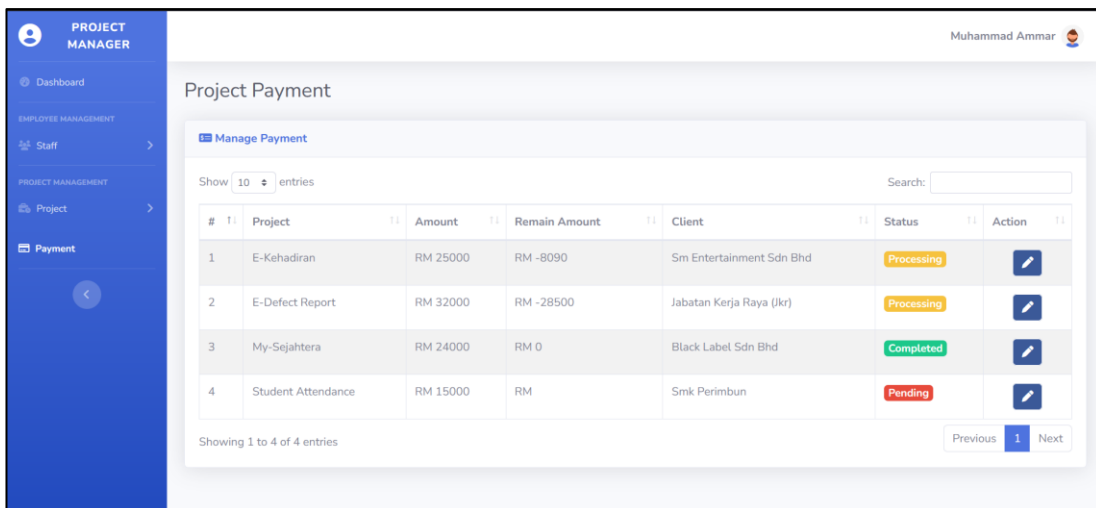 PROJECT
MANAGER
Muhammad Ammar
Dashboard
EMPLOYEE MANAGEMENT
Staff
PROJECT MANAGEMENT
Project
Payment
Project Payment
Manage Payment
Show 10 entries Search:
# Project Amount Remain Amount Client Status Action
1 E-Kehadiran RM 25000 RM -8090 Sm Entertainment Sdn Bhd Processing
2 E-Defect Report RM 32000 RM -28500 Jabatan Kerja Raya (Jkr) Processing
3 My-Sejahtera RM 24000 RM 0 Black Label Sdn Bhd Completed
4 Student Attendance RM 15000 RM Smk Perimbun Pending
Showing 1 to 4 of 4 entries Previous 1 Next